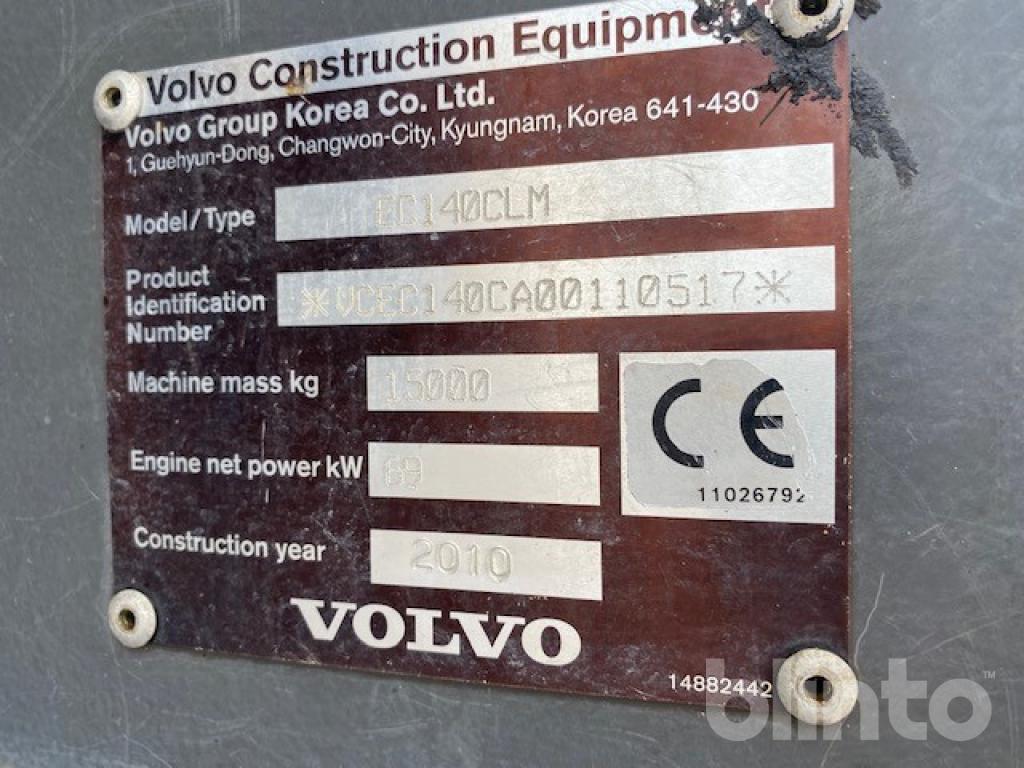 Volvo Construction Equipment
Volvo Group Korea Co. Ltd.
1, Guehyun-Dong, Changwon-City, Kyungnam, Korea 641-430
Model/Type EC140CLM
Product
Identification *VCEC140CA00110517*
Number
Machine mass kg 15000
CE
Engine net power kW 69
11026792
Construction year 2010
VOLVO
14882442
blinto™